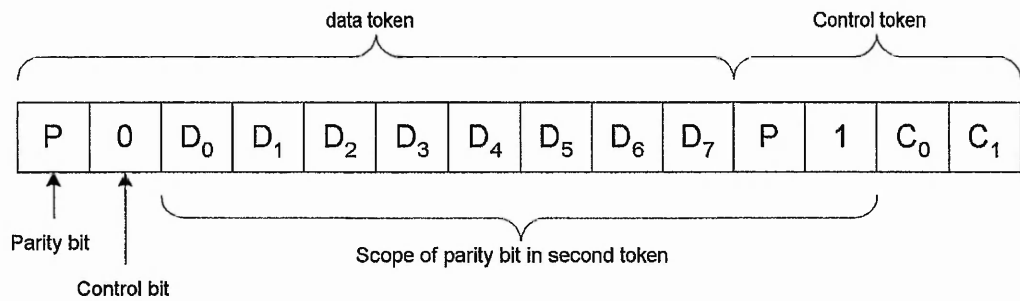 data token
Control token
P 0 D0 D1 D2 D3 D4 D5 D6 D7 P 1 C0 C1
Parity bit
Scope of parity bit in second token
Control bit